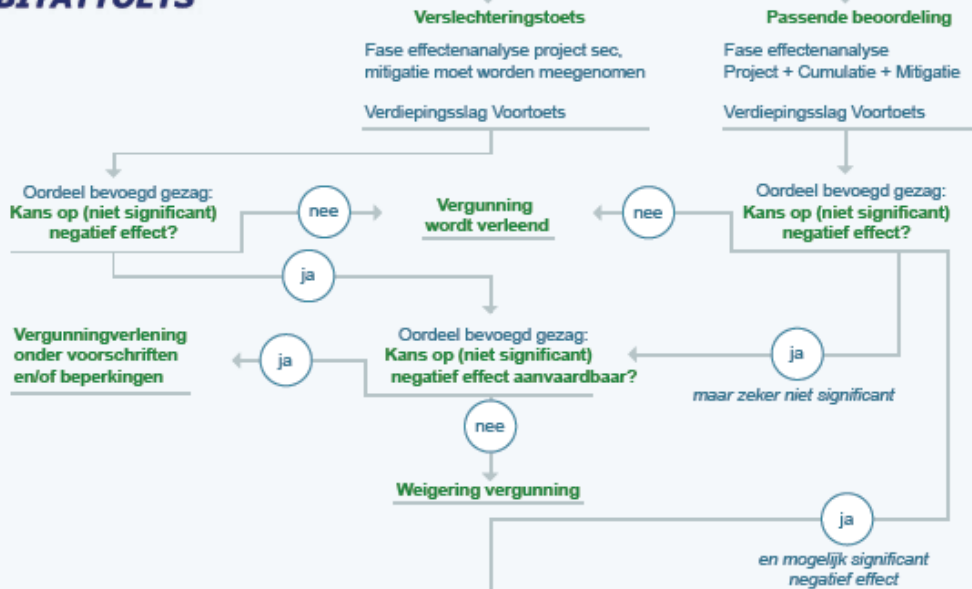 Verslechteringstoets
Fase effectenanalyse project sec,
mitigatie moet worden meegenomen
Verdiepingsslag Voortoets
Passende beoordeling
Fase effectenanalyse
Project + Cumulatie + Mitigatie
Verdiepingsslag Voortoets
Oordeel bevoegd gezag:
Kans op (niet significant)
negatief effect?
nee
Vergunning
wordt verleend
nee
Oordeel bevoegd gezag:
Kans op (niet significant)
negatief effect?
ja
Vergunningverlening
onder voorschriften
en/of beperkingen
ja
Oordeel bevoegd gezag:
Kans op (niet significant)
negatief effect aanvaardbaar?
ja
maar zeker niet significant
nee
Weigering vergunning
ja
en mogelijk significant
negatief effect